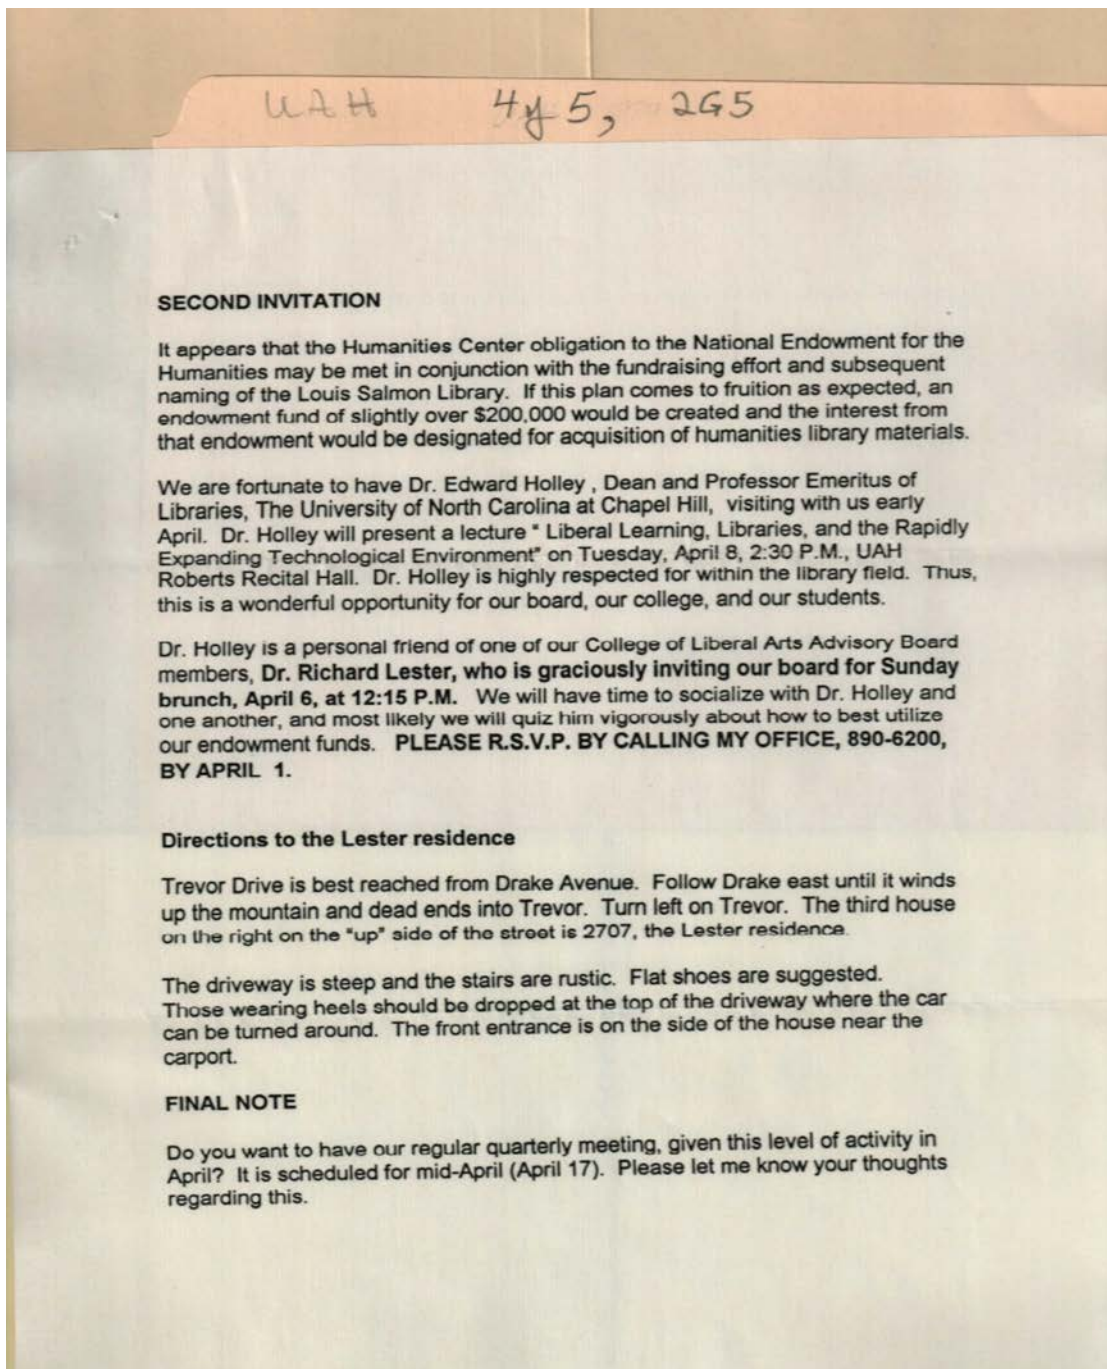 UAH 4y5, 2G5
SECOND INVITATION
It appears that the Humanities Center obligation to the National Endowment for the
Humanities may be met in conjunction with the fundraising effort and subsequent
naming of the Louis Salmon Library. If this plan comes to fruition as expected, an
endowment fund of slightly over $200,000 would be created and the interest from
that endowment would be designated for acquisition of humanities library materials.
We are fortunate to have Dr. Edward Holley , Dean and Professor Emeritus of
Libraries, The University of North Carolina at Chapel Hill, visiting with us early
April. Dr. Holley will present a lecture " Liberal Learning, Libraries, and the Rapidly
Expanding Technological Environment" on Tuesday, April 8, 2:30 P.M., UAH
Roberts Recital Hall. Dr. Holley is highly respected for within the library field. Thus,
this is a wonderful opportunity for our board, our college, and our students.
Dr. Holley is a personal friend of one of our College of Liberal Arts Advisory Board
members, Dr. Richard Lester, who is graciously inviting our board for Sunday
brunch, April 6, at 12:15 P.M. We will have time to socialize with Dr. Holley and
one another, and most likely we will quiz him vigorously about how to best utilize
our endowment funds. PLEASE R.S.V.P. BY CALLING MY OFFICE, 890-6200,
BY APRIL 1.
Directions to the Lester residence
Trevor Drive is best reached from Drake Avenue. Follow Drake east until it winds
up the mountain and dead ends into Trevor. Turn left on Trevor. The third house
on the right on the "up" side of the street is 2707, the Lester residence.
The driveway is steep and the stairs are rustic. Flat shoes are suggested.
Those wearing heels should be dropped at the top of the driveway where the car
can be turned around. The front entrance is on the side of the house near the
carport.
FINAL NOTE
Do you want to have our regular quarterly meeting, given this level of activity in
April? It is scheduled for mid-April (April 17). Please let me know your thoughts
regarding this.